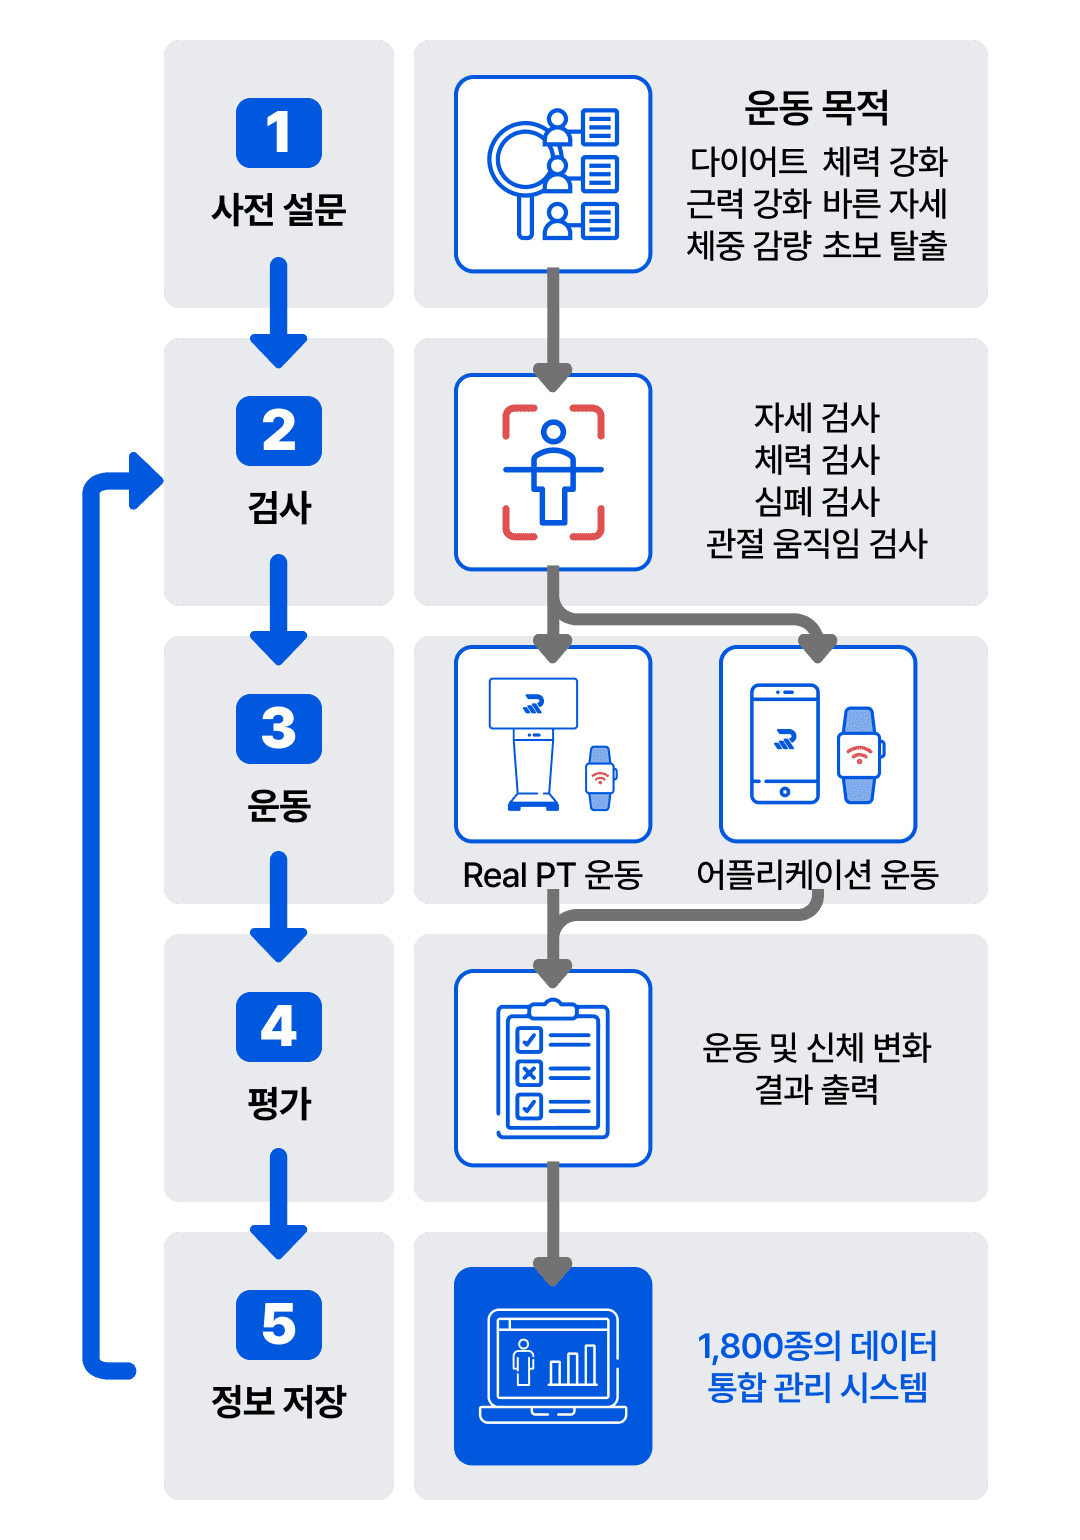 1
사전 설문
운동 목적
다이어트 체력 강화
근력 강화 바른 자세
체중 감량 초보 탈출
2
검사
자세 검사
체력 검사
심폐 검사
관절 움직임 검사
3
운동
Real PT 운동
어플리케이션 운동
4
평가
운동 및 신체 변화
결과 출력
5
정보 저장
1,800종의 데이터
통합 관리 시스템